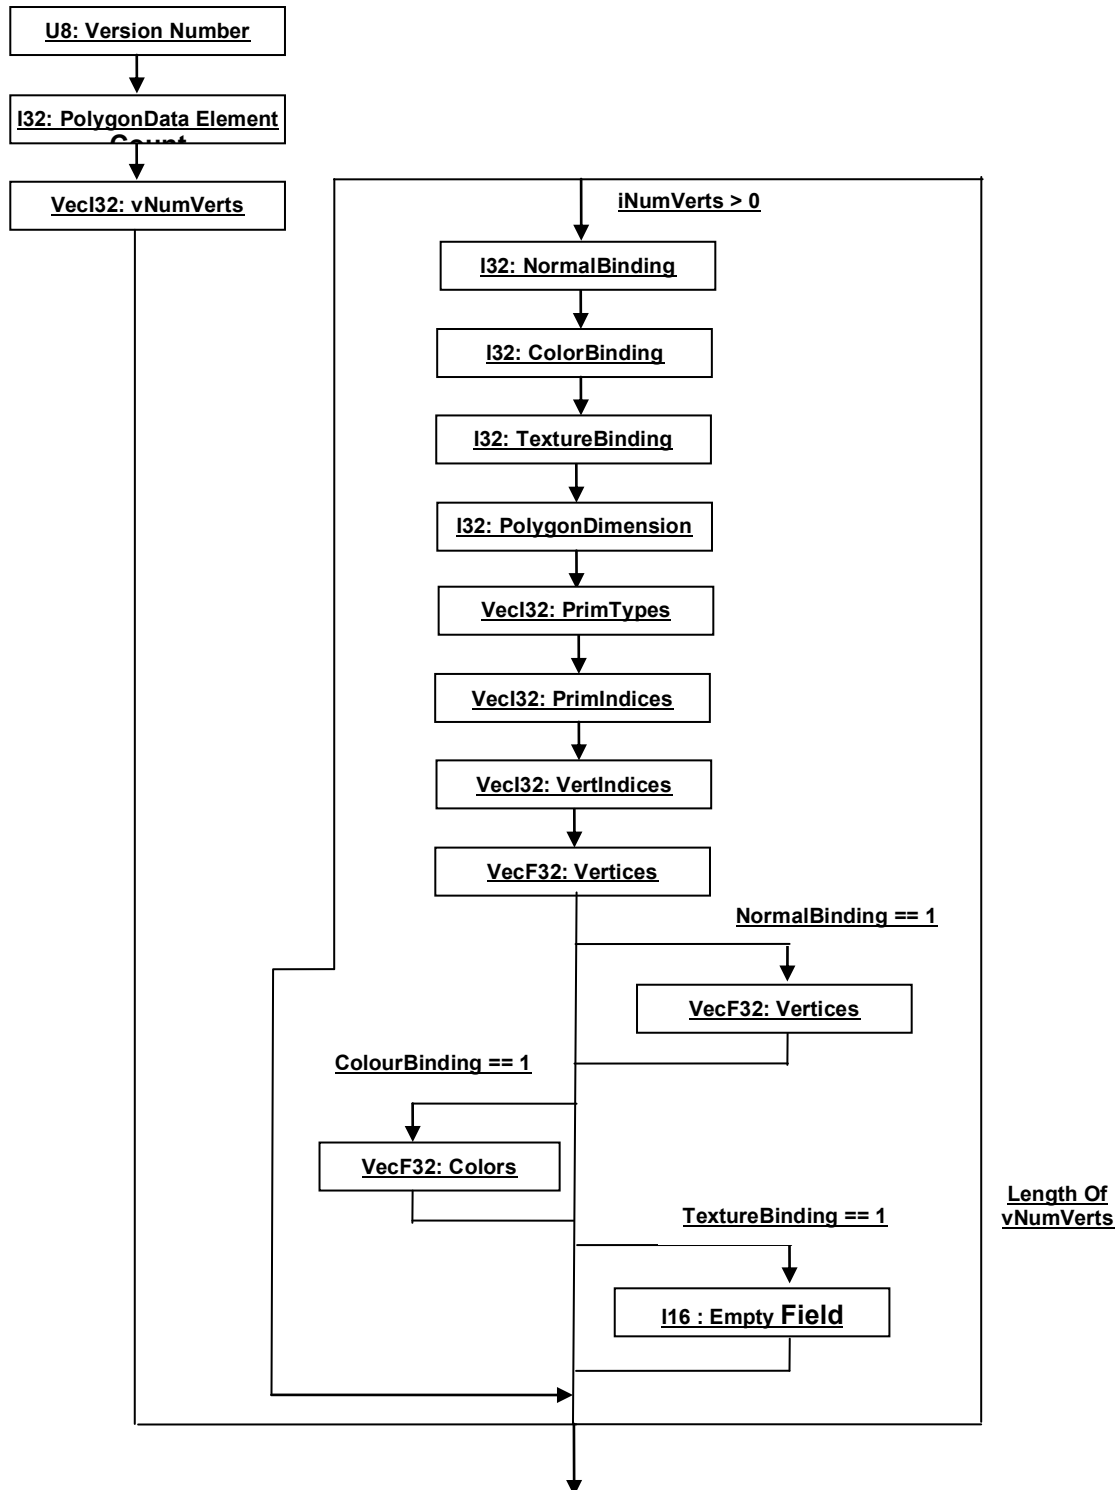 U8: Version Number
I32: PolygonData Element
Count
VecI32: vNumVerts
iNumVerts > 0
I32: NormalBinding
I32: ColorBinding
I32: TextureBinding
I32: PolygonDimension
VecI32: PrimTypes
VecI32: PrimIndices
VecI32: VertIndices
VecF32: Vertices
NormalBinding == 1
VecF32: Vertices
ColourBinding == 1
VecF32: Colors
TextureBinding == 1
I16 : Empty Field
Length Of
vNumVerts